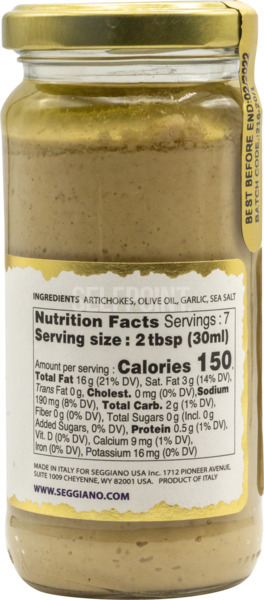 BEST BEFORE END:02/2022
INGREDIENTS ARTICHOKES, OLIVE OIL, GARLIC, SEA SALT
Nutrition Facts Servings : 7
Serving size : 2 tbsp (30ml)
Amount per serving : Calories 150,
Total Fat 16 g (21% DV), Sat. Fat 3 g (14% DV),
Trans Fat 0 g, Cholest. 0 mg (0% DV),Sodium
190 mg (8% DV), Total Carb. 2 g (1% DV),
Fiber 0 g (0% DV), Total Sugars 0 g (Incl. 0 g
Added Sugars, 0% DV), Protein 0.5 g (1% DV),
Vit. D (0% DV), Calcium 9 mg (1% DV),
Iron (0% DV), Potassium 16 mg (0% DV)
MADE IN ITALY FOR SEGGIANO USA Inc. 1712 PIONEER AVENUE,
SUITE 1009 CHEYENNE, WY 82001 USA. PRODUCT OF ITALY
WWW.SEGGIANO.COM
BATCH CODE: